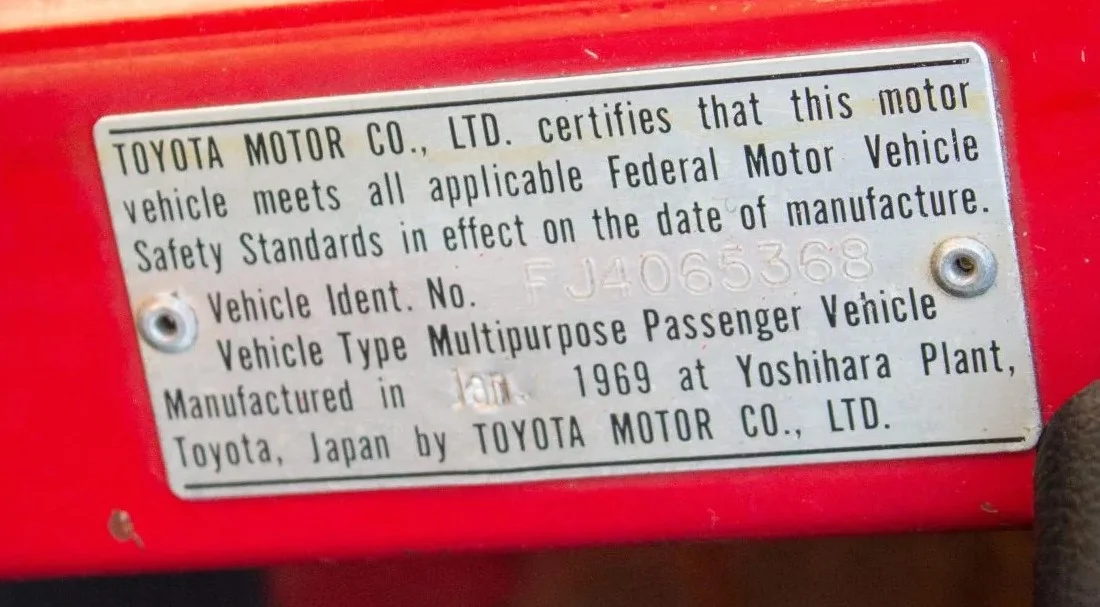 TOYOTA MOTOR CO., LTD. certifies that this motor
vehicle meets all applicable Federal Motor Vehicle
Safety Standards in effect on the date of manufacture.
Vehicle Ident. No. FJ4065368
Vehicle Type Multipurpose Passenger Vehicle
Manufactured in Jan. 1969 at Yoshihara Plant,
Toyota, Japan by TOYOTA MOTOR CO., LTD.